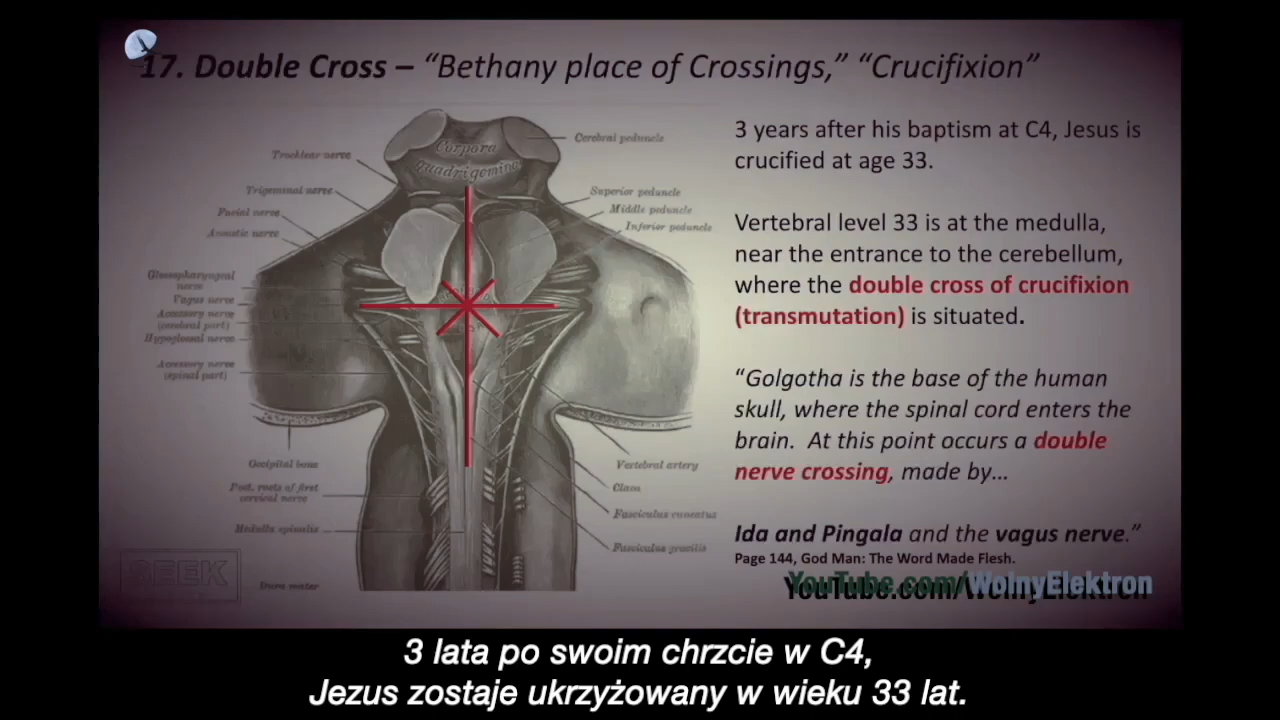 17. Double Cross – “Bethany place of Crossings,” “Crucifixion”
3 years after his baptism at C4, Jesus is
crucified at age 33.
Vertebral level 33 is at the medulla,
near the entrance to the cerebellum,
where the double cross of crucifixion
(transmutation) is situated.
“Golgotha is the base of the human
skull, where the spinal cord enters the
brain. At this point occurs a double
nerve crossing, made by…
Ida and Pingala and the vagus nerve.”
Page 144, God Man: The Word Made Flesh.
Corpora
quadrigemina
Trochlear nerve
Trigeminal nerve
Facial nerve
Acoustic nerve
Glossopharyngeal
nerve
Vagus nerve
Accessory nerve
(cerebral part)
Hypoglossal nerve
Accessory nerve
(spinal part)
Occipital bone
Post. roots of first
cervical nerve
Medulla spinalis
Dura mater
Cerebral peduncle
Superior peduncle
Middle peduncle
Inferior peduncle
Vertebral artery
Clava
Fasciculus cuneatus
Fasciculus gracilis
GEEK
YouTube.com/WolnyElektron
YouTube.com/WolnyElektron
3 lata po swoim chrzcie w C4,
Jezus zostaje ukrzyżowany w wieku 33 lat.